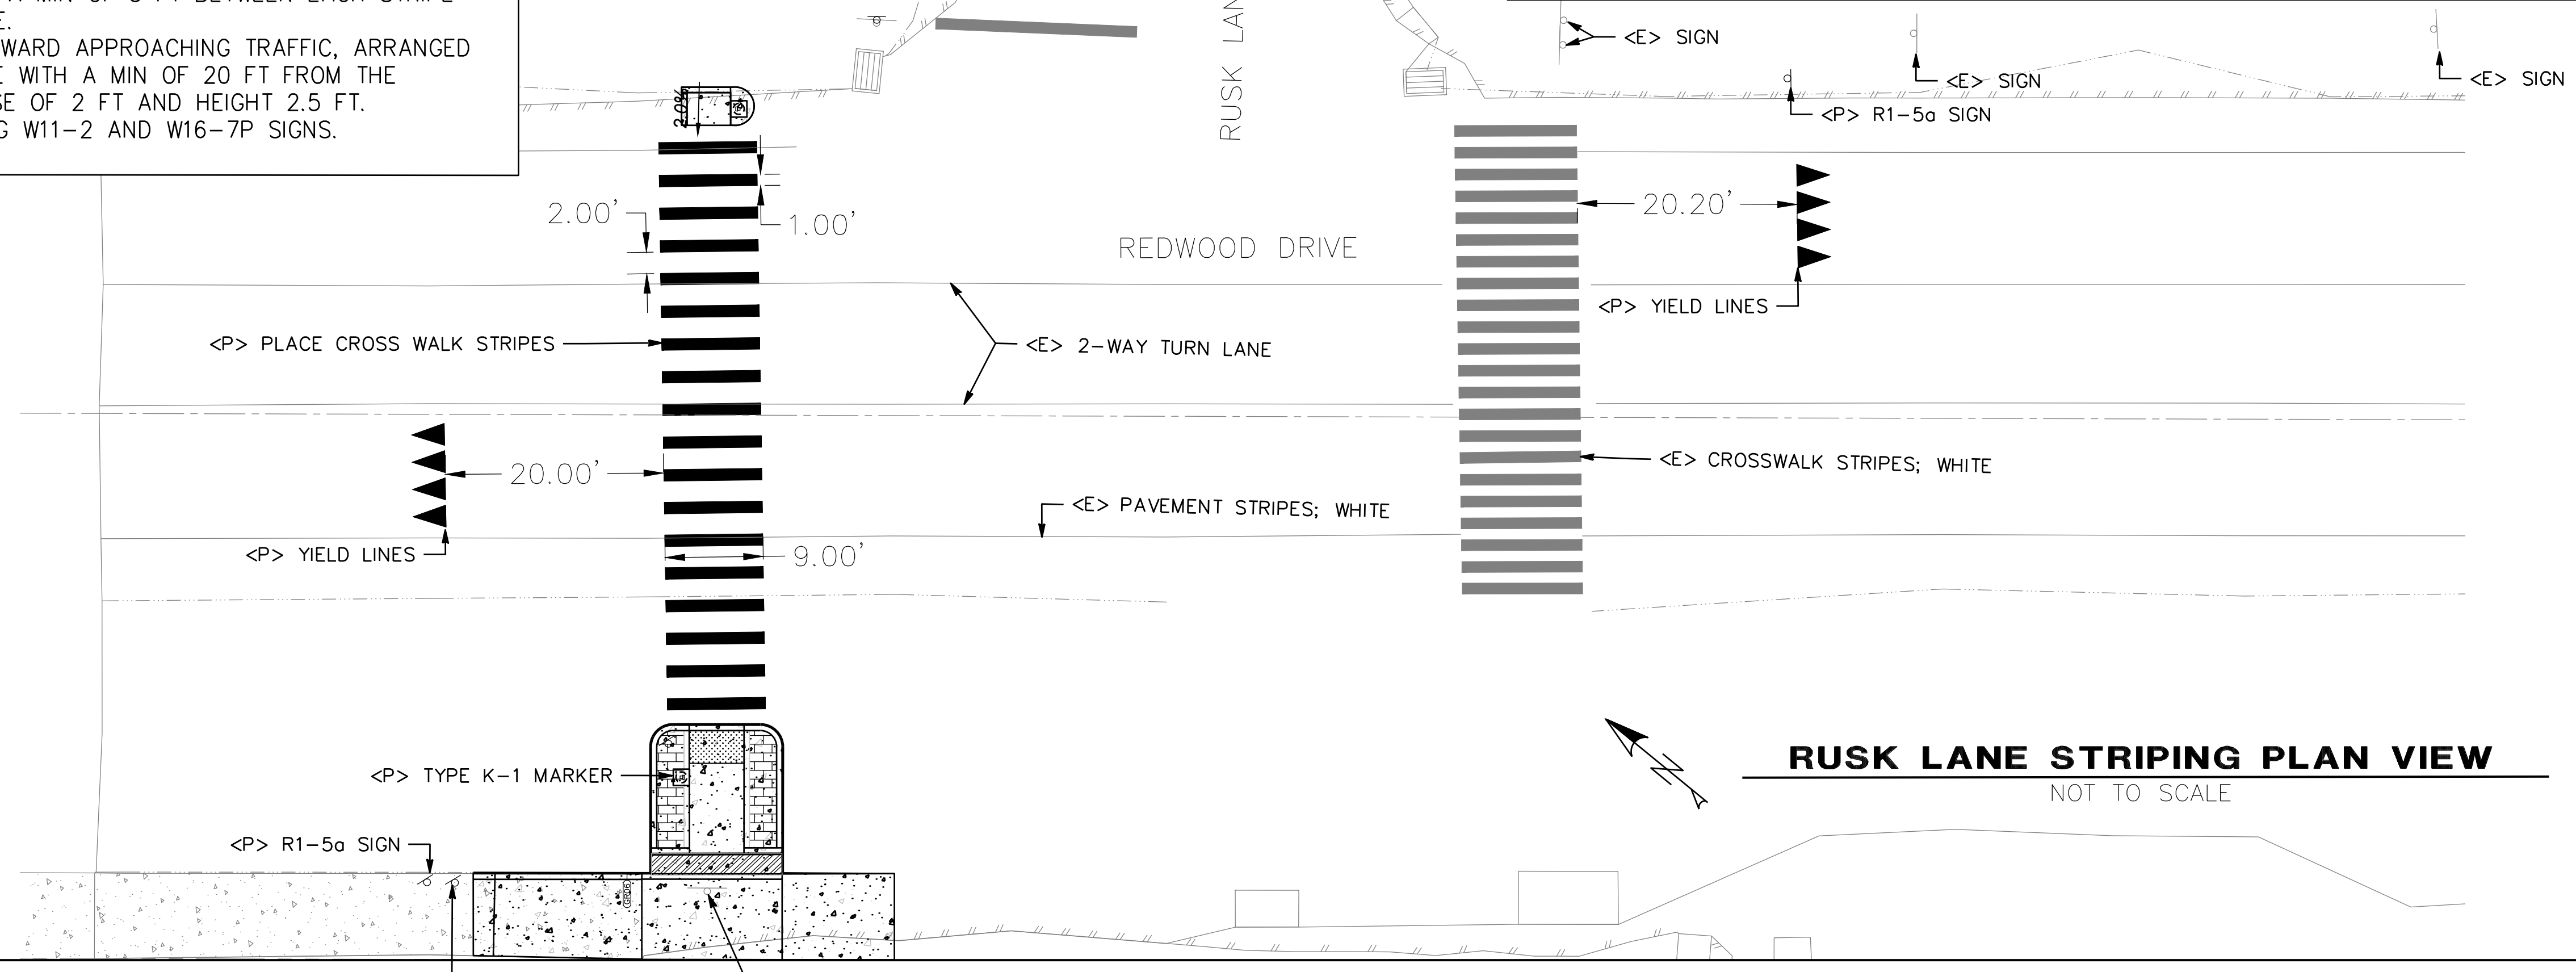 WARD APPROACHING TRAFFIC, ARRANGED
WITH A MIN OF 20 FT FROM THE
OF 2 FT AND HEIGHT 2.5 FT.
W11-2 AND W16-7P SIGNS.
RUSK LAN
<E> SIGN
<E> SIGN
<E> SIGN
<P> R1-5a SIGN
2.0%
2.00'
1.00'
20.20'
REDWOOD DRIVE
<P> YIELD LINES
<P> PLACE CROSS WALK STRIPES
<E> 2-WAY TURN LANE
20.00'
<E> CROSSWALK STRIPES; WHITE
<E> PAVEMENT STRIPES; WHITE
<P> YIELD LINES
9.00'
<P> TYPE K-1 MARKER
N
RUSK LANE STRIPING PLAN VIEW
NOT TO SCALE
<P> R1-5a SIGN